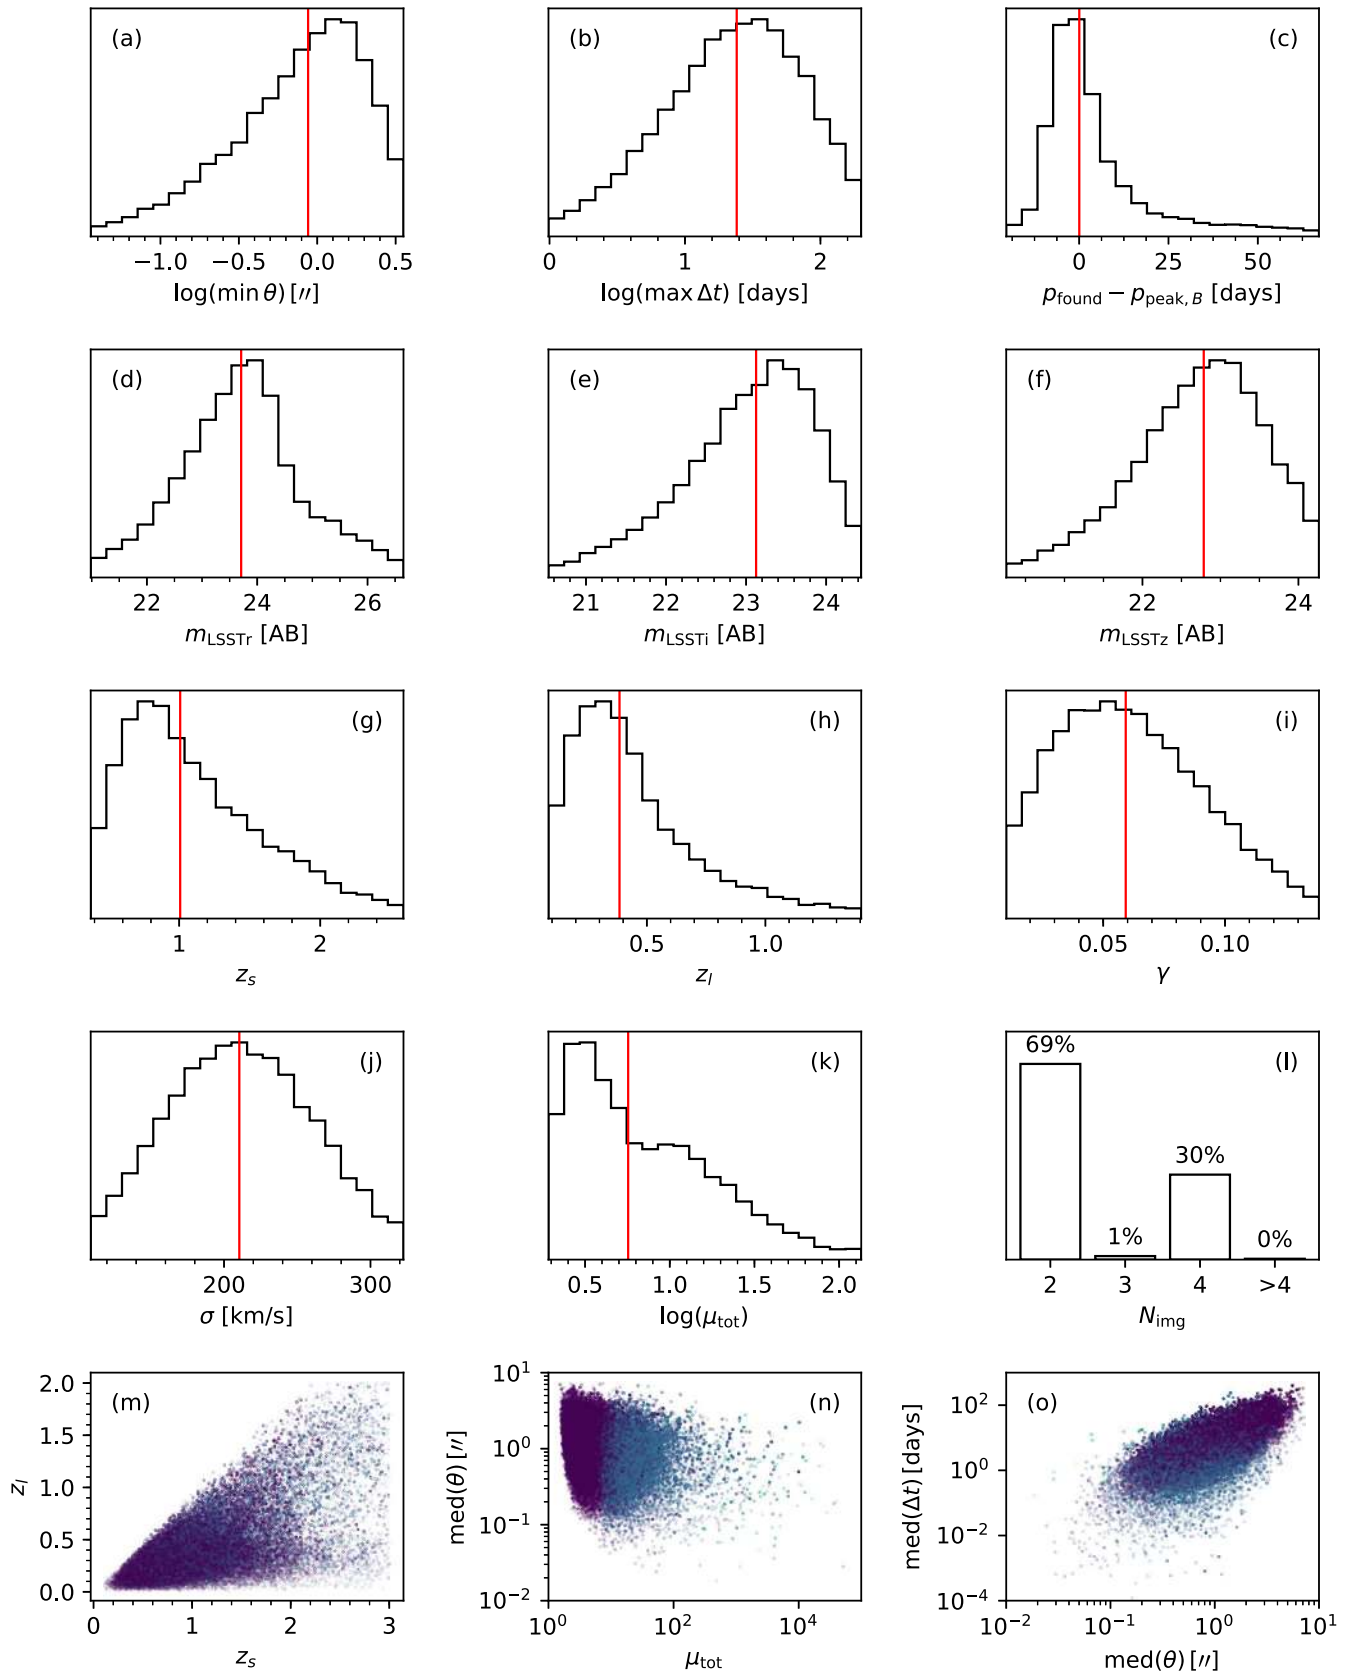 (a)
−1.0 −0.5 0.0 0.5
log(min θ) [″]
(b)
0 1 2
log(max Δt) [days]
(c)
0 25 50
p_found − p_peak, B [days]
(d)
22 24 26
m_LSSTr [AB]
(e)
21 22 23 24
m_LSSTi [AB]
(f)
22 24
m_LSSTz [AB]
(g)
1 2
z_s
(h)
0.5 1.0
z_l
(i)
0.05 0.10
γ
(j)
200 300
σ [km/s]
(k)
0.5 1.0 1.5 2.0
log(μ_tot)
(l)
69%
1%
30%
0%
2 3 4 >4
N_img
(m)
2.0
1.5
1.0
0.5
0.0
z_l
0 1 2 3
z_s
(n)
10^1
10^0
10^−1
10^−2
med(θ) [″]
10^0 10^2 10^4
μ_tot
(o)
10^2
10^0
10^−2
10^−4
med(Δt) [days]
10^−2 10^−1 10^0 10^1
med(θ) [″]